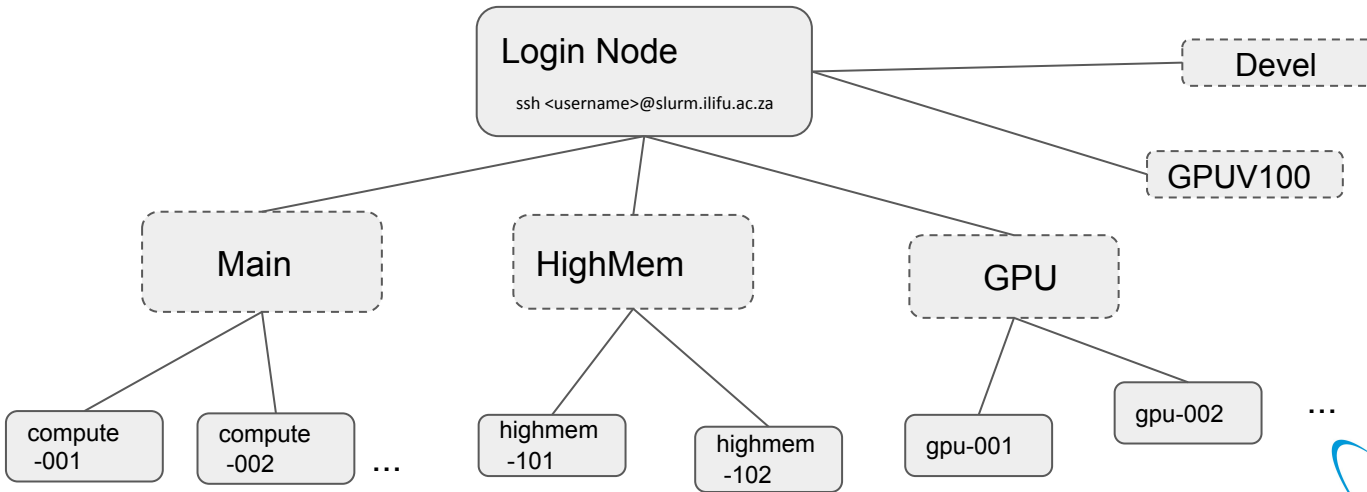 Login Node
ssh <username>@slurm.ilifu.ac.za
Devel
GPUV100
Main
HighMem
GPU
compute
-001
compute
-002
...
highmem
-101
highmem
-102
gpu-001
gpu-002
...